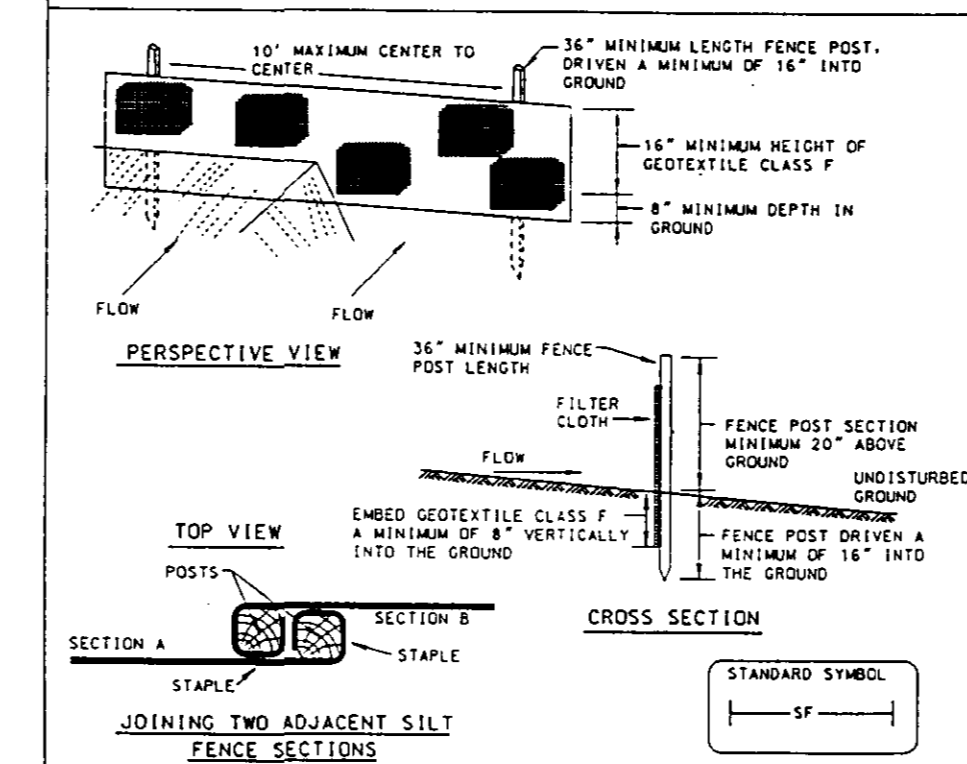 10' MAXIMUM CENTER TO
CENTER
36" MINIMUM LENGTH FENCE POST,
DRIVEN A MINIMUM OF 16" INTO
GROUND
16" MINIMUM HEIGHT OF
GEOTEXTILE CLASS F
8" MINIMUM DEPTH IN
GROUND
FLOW
FLOW
PERSPECTIVE VIEW
36" MINIMUM FENCE
POST LENGTH
FILTER
CLOTH
FLOW
FENCE POST SECTION
MINIMUM 20" ABOVE
GROUND
UNDISTURBED
GROUND
EMBED GEOTEXTILE CLASS F
A MINIMUM OF 8" VERTICALLY
INTO THE GROUND
FENCE POST DRIVEN A
MINIMUM OF 16" INTO
THE GROUND
CROSS SECTION
TOP VIEW
POSTS
SECTION B
SECTION A
STAPLE
STAPLE
JOINING TWO ADJACENT SILT
FENCE SECTIONS
STANDARD SYMBOL
SF